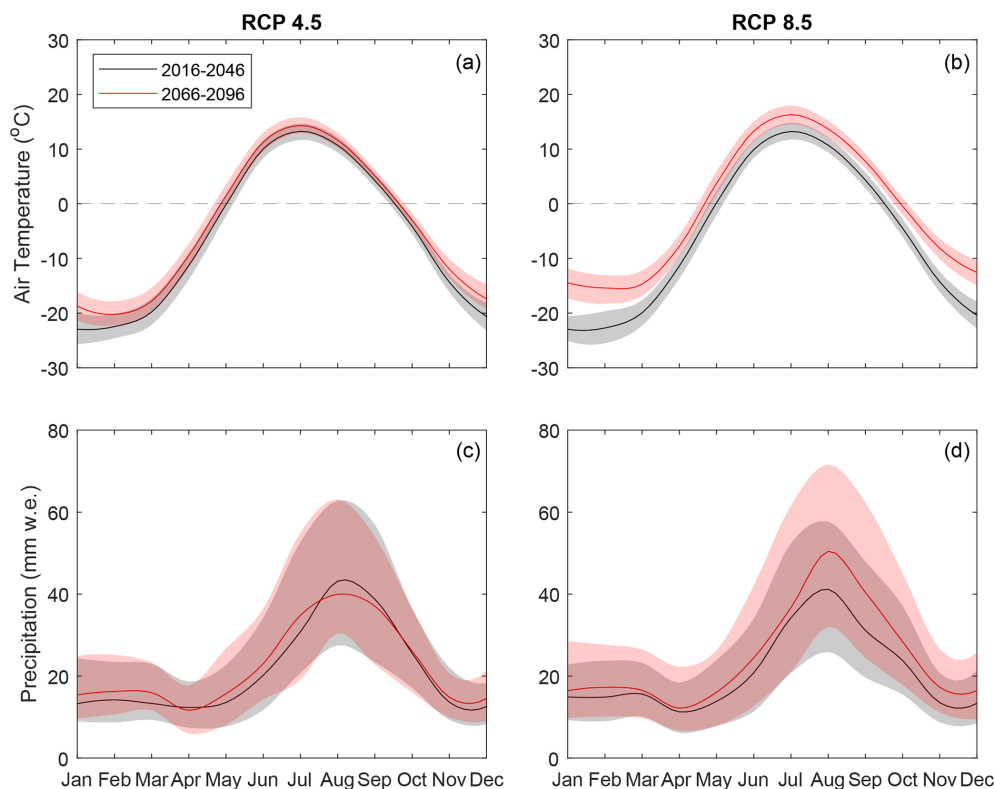 RCP 4.5
RCP 8.5
30
20
10
0
-10
-20
-30
Air Temperature (°C)
2016-2046
2066-2096
(a)
30
20
10
0
-10
-20
-30
(b)
80
60
40
20
0
Precipitation (mm w.e.)
(c)
Jan Feb Mar Apr May Jun Jul Aug Sep Oct Nov Dec
80
60
40
20
0
(d)
Jan Feb Mar Apr May Jun Jul Aug Sep Oct Nov Dec